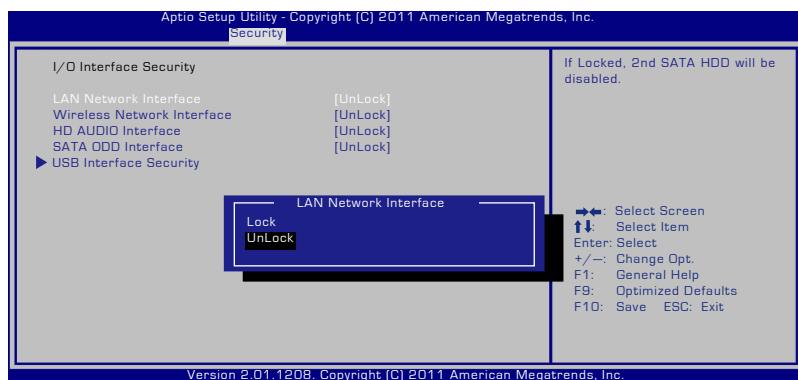 Aptio Setup Utility - Copyright (C) 2011 American Megatrends, Inc.
Security
I/O Interface Security
LAN Network Interface [UnLock]
Wireless Network Interface [UnLock]
HD AUDIO Interface [UnLock]
SATA ODD Interface [UnLock]
USB Interface Security
LAN Network Interface
Lock
UnLock
If Locked, 2nd SATA HDD will be
disabled.
→←: Select Screen
↑↓: Select Item
Enter: Select
+/—: Change Opt.
F1: General Help
F9: Optimized Defaults
F10: Save ESC: Exit
Version 2.01.1208. Copyright (C) 2011 American Megatrends, Inc.